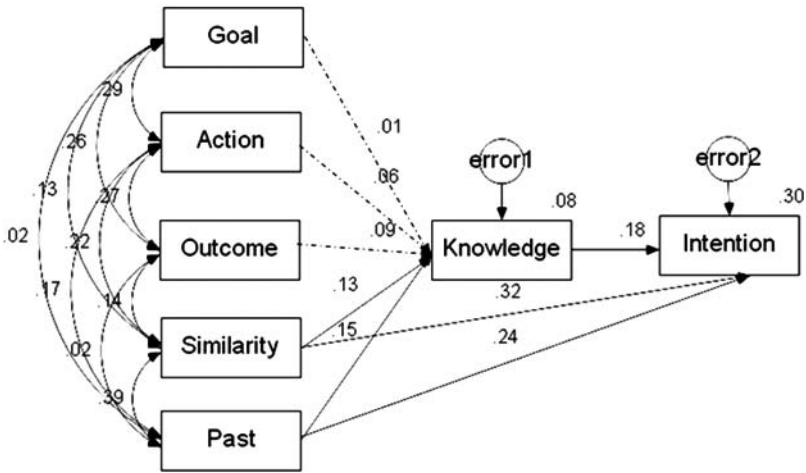 Goal
.29
.01
.26
Action
error1
error2
.06
.13
.27
.08
.30
.02
.22
Outcome
.09
Knowledge
.18
Intention
.17
.14
.13
.32
.02
Similarity
.15
.24
.39
Past